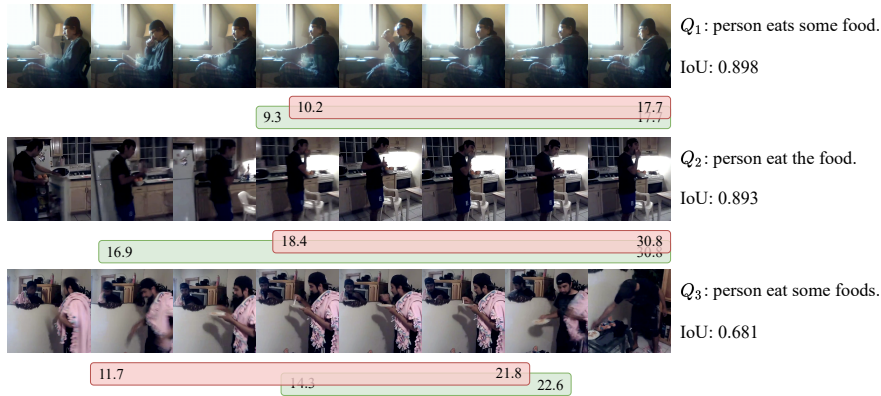 Q1: person eats some food.
IoU: 0.898
10.2 17.7
9.3 17.7
Q2: person eat the food.
IoU: 0.893
18.4 30.8
16.9 30.8
Q3: person eat some foods.
IoU: 0.681
11.7 21.8
14.3 22.6